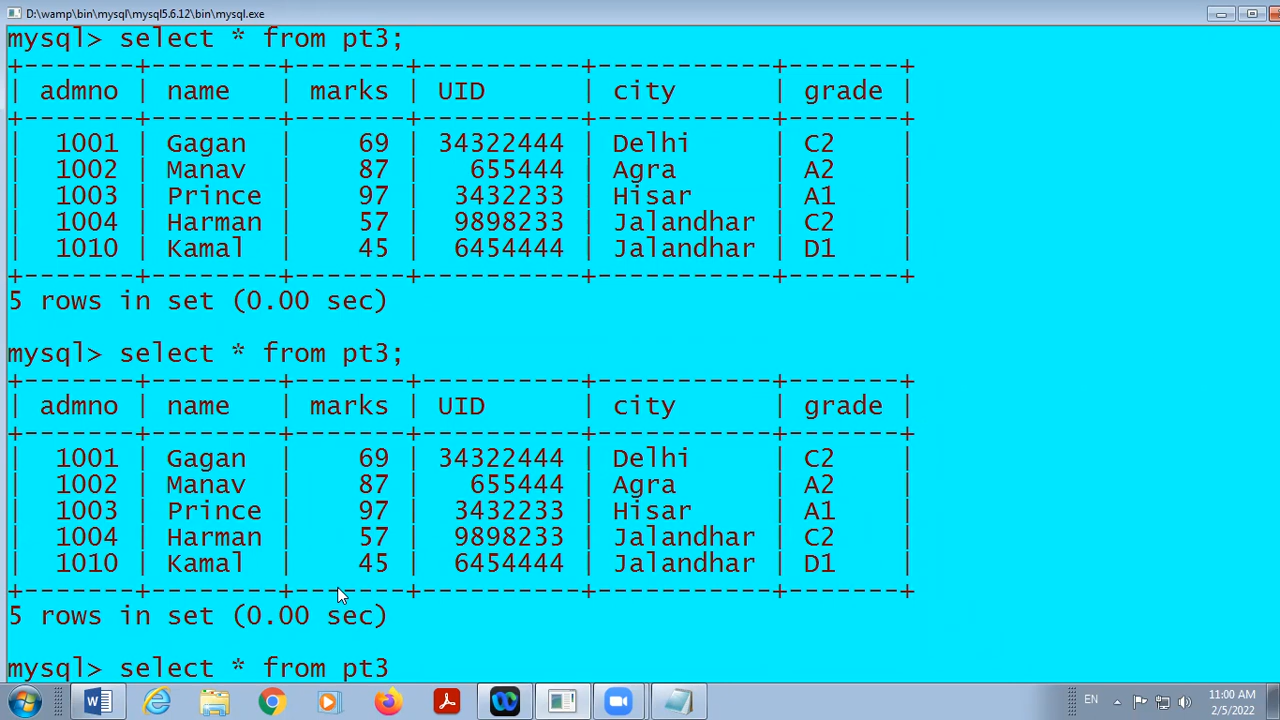 D:\wamp\bin\mysql\mysql5.6.12\bin\mysql.exe
mysql> select * from pt3;
+-------+--------+-------+----------+-----------+-------+
| admno | name   | marks | UID      | city      | grade |
+-------+--------+-------+----------+-----------+-------+
|  1001 | Gagan  |    69 | 34322444 | Delhi     | C2    |
|  1002 | Manav  |    87 |   655444 | Agra      | A2    |
|  1003 | Prince |    97 |  3432233 | Hisar     | A1    |
|  1004 | Harman |    57 |  9898233 | Jalandhar | C2    |
|  1010 | Kamal  |    45 |  6454444 | Jalandhar | D1    |
+-------+--------+-------+----------+-----------+-------+
5 rows in set (0.00 sec)
mysql> select * from pt3;
+-------+--------+-------+----------+-----------+-------+
| admno | name   | marks | UID      | city      | grade |
+-------+--------+-------+----------+-----------+-------+
|  1001 | Gagan  |    69 | 34322444 | Delhi     | C2    |
|  1002 | Manav  |    87 |   655444 | Agra      | A2    |
|  1003 | Prince |    97 |  3432233 | Hisar     | A1    |
|  1004 | Harman |    57 |  9898233 | Jalandhar | C2    |
|  1010 | Kamal  |    45 |  6454444 | Jalandhar | D1    |
+-------+--------+-------+----------+-----------+-------+
5 rows in set (0.00 sec)
mysql> select * from pt3
EN
11:00 AM
2/5/2022